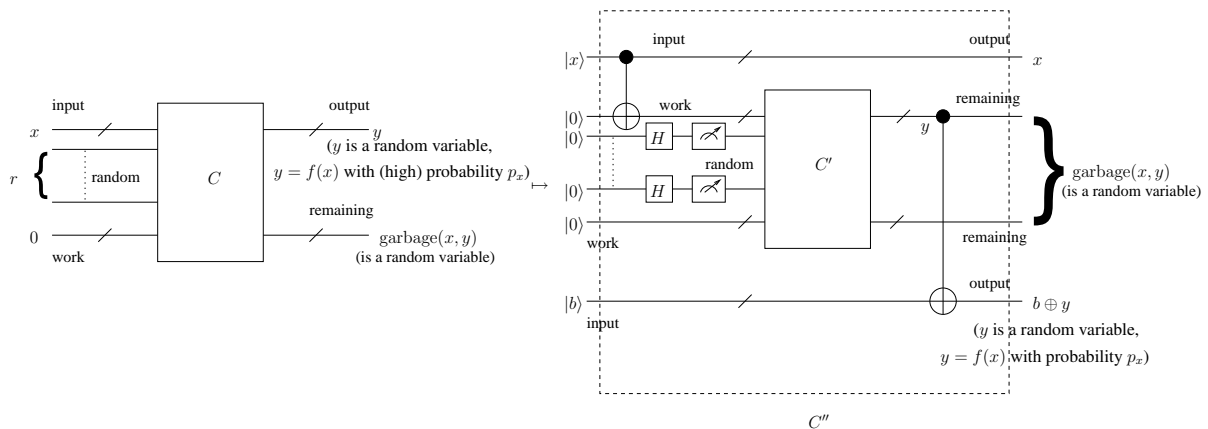 input
x
r
random
0
work
C
output
y
(y is a random variable,
y = f(x) with (high) probability p_x)
remaining
garbage(x, y)
(is a random variable)
↦
|x⟩
input
output
x
|0⟩
work
y
remaining
|0⟩
H
random
C′
garbage(x, y)
(is a random variable)
|0⟩
H
|0⟩
work
remaining
|b⟩
input
output
b ⊕ y
(y is a random variable,
y = f(x) with probability p_x)
C″